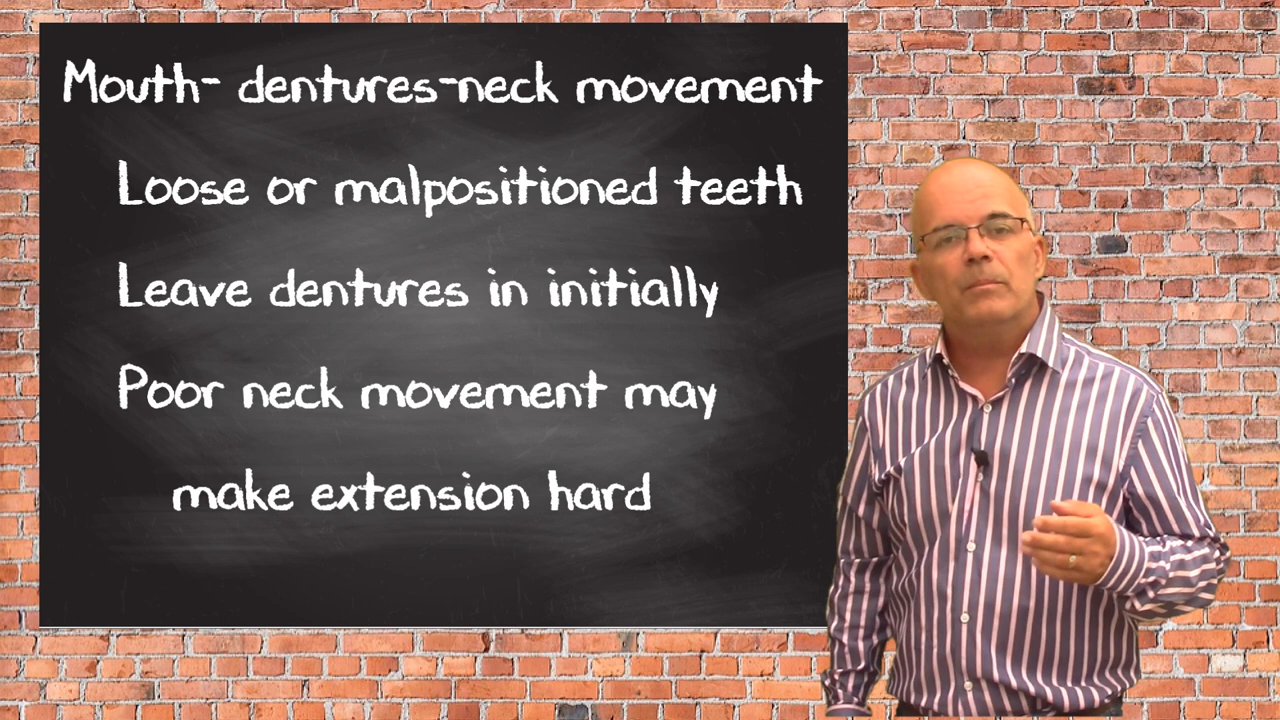 Mouth- dentures-neck movement
Loose or malpositioned teeth
Leave dentures in initially
Poor neck movement may
make extension hard